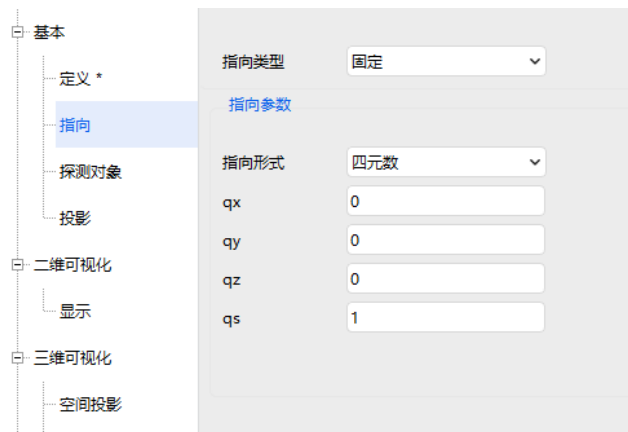 基本
定义 *
指向
探测对象
投影
二维可视化
显示
三维可视化
空间投影
指向类型 固定
指向参数
指向形式 四元数
qx 0
qy 0
qz 0
qs 1